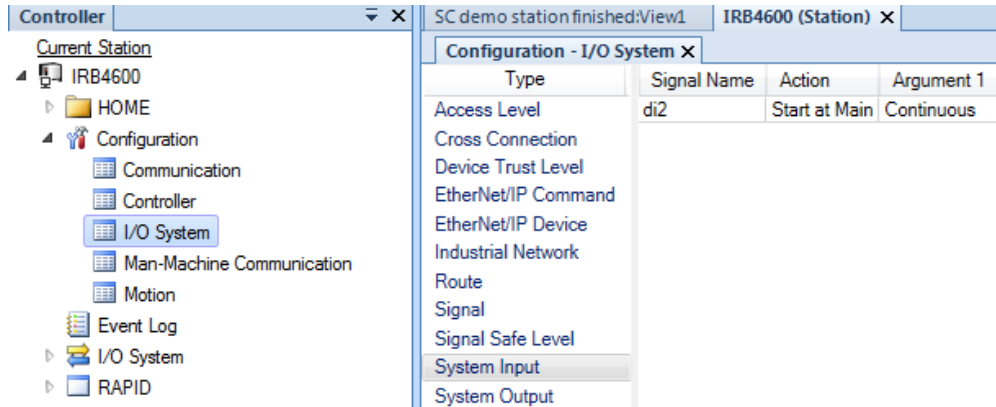 Controller
Current Station
IRB4600
HOME
Configuration
Communication
Controller
I/O System
Man-Machine Communication
Motion
Event Log
I/O System
RAPID
SC demo station finished:View1 IRB4600 (Station)
Configuration - I/O System
Type Signal Name Action Argument 1
Access Level di2 Start at Main Continuous
Cross Connection
Device Trust Level
EtherNet/IP Command
EtherNet/IP Device
Industrial Network
Route
Signal
Signal Safe Level
System Input
System Output